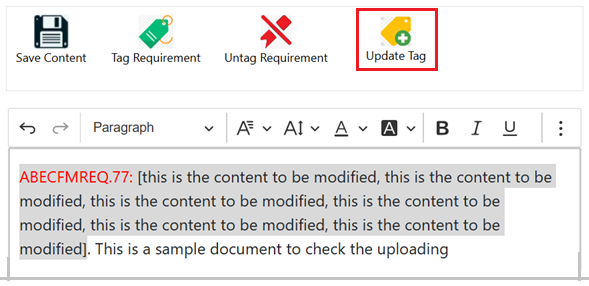 Save Content Tag Requirement Untag Requirement Update Tag
Paragraph A A A A B I U
ABECFMREQ.77: [this is the content to be modified, this is the content to be
modified, this is the content to be modified, this is the content to be
modified, this is the content to be modified, this is the content to be
modified]. This is a sample document to check the uploading